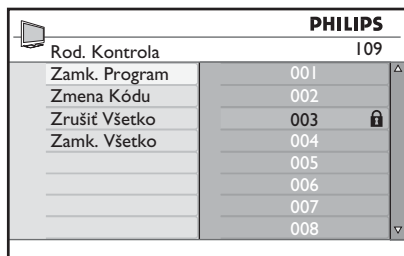 PHILIPS
Rod. Kontrola 109
Zamk. Program 001
Zmena Kódu 002
Zrušiť Všetko 003
Zamk. Všetko 004
005
006
007
008